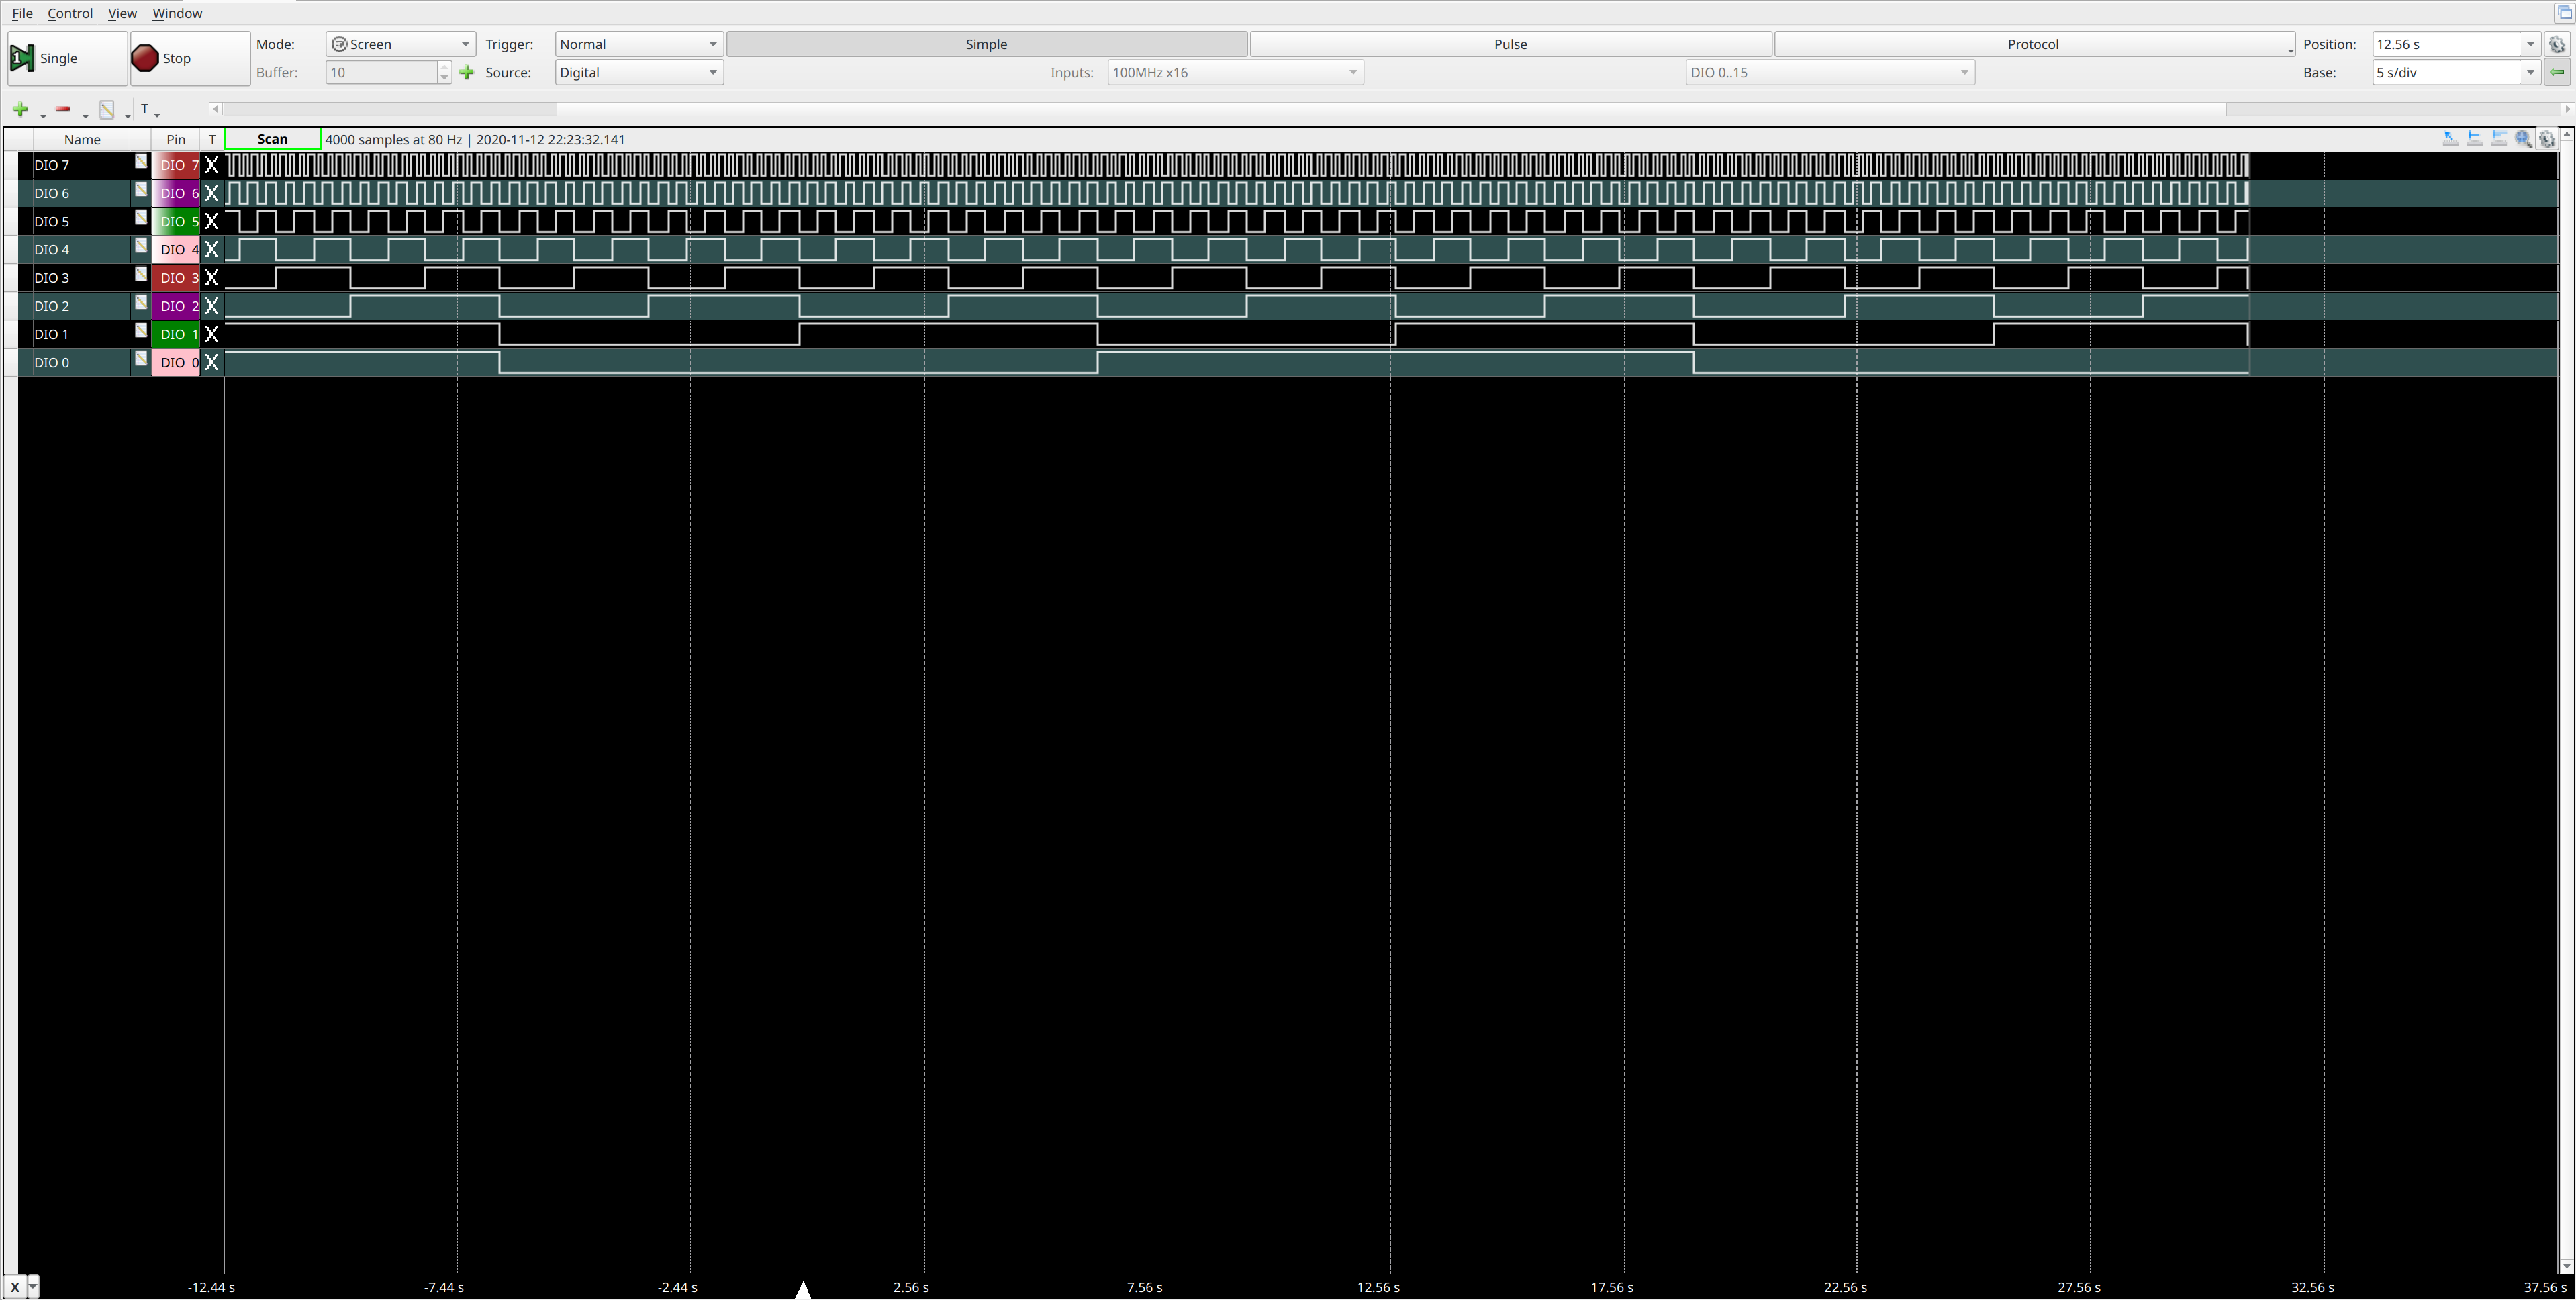 File Control View Window
Single Stop Mode: Screen Trigger: Normal Simple Pulse Protocol Position: 12.56 s
Buffer: 10 Source: Digital Inputs: 100MHz x16 DIO 0..15 Base: 5 s/div
T
Name Pin T Scan 4000 samples at 80 Hz | 2020-11-12 22:23:32.141
DIO 7 DIO 7 X
DIO 6 DIO 6 X
DIO 5 DIO 5 X
DIO 4 DIO 4 X
DIO 3 DIO 3 X
DIO 2 DIO 2 X
DIO 1 DIO 1 X
DIO 0 DIO 0 X
X -12.44 s -7.44 s -2.44 s 2.56 s 7.56 s 12.56 s 17.56 s 22.56 s 27.56 s 32.56 s 37.56 s